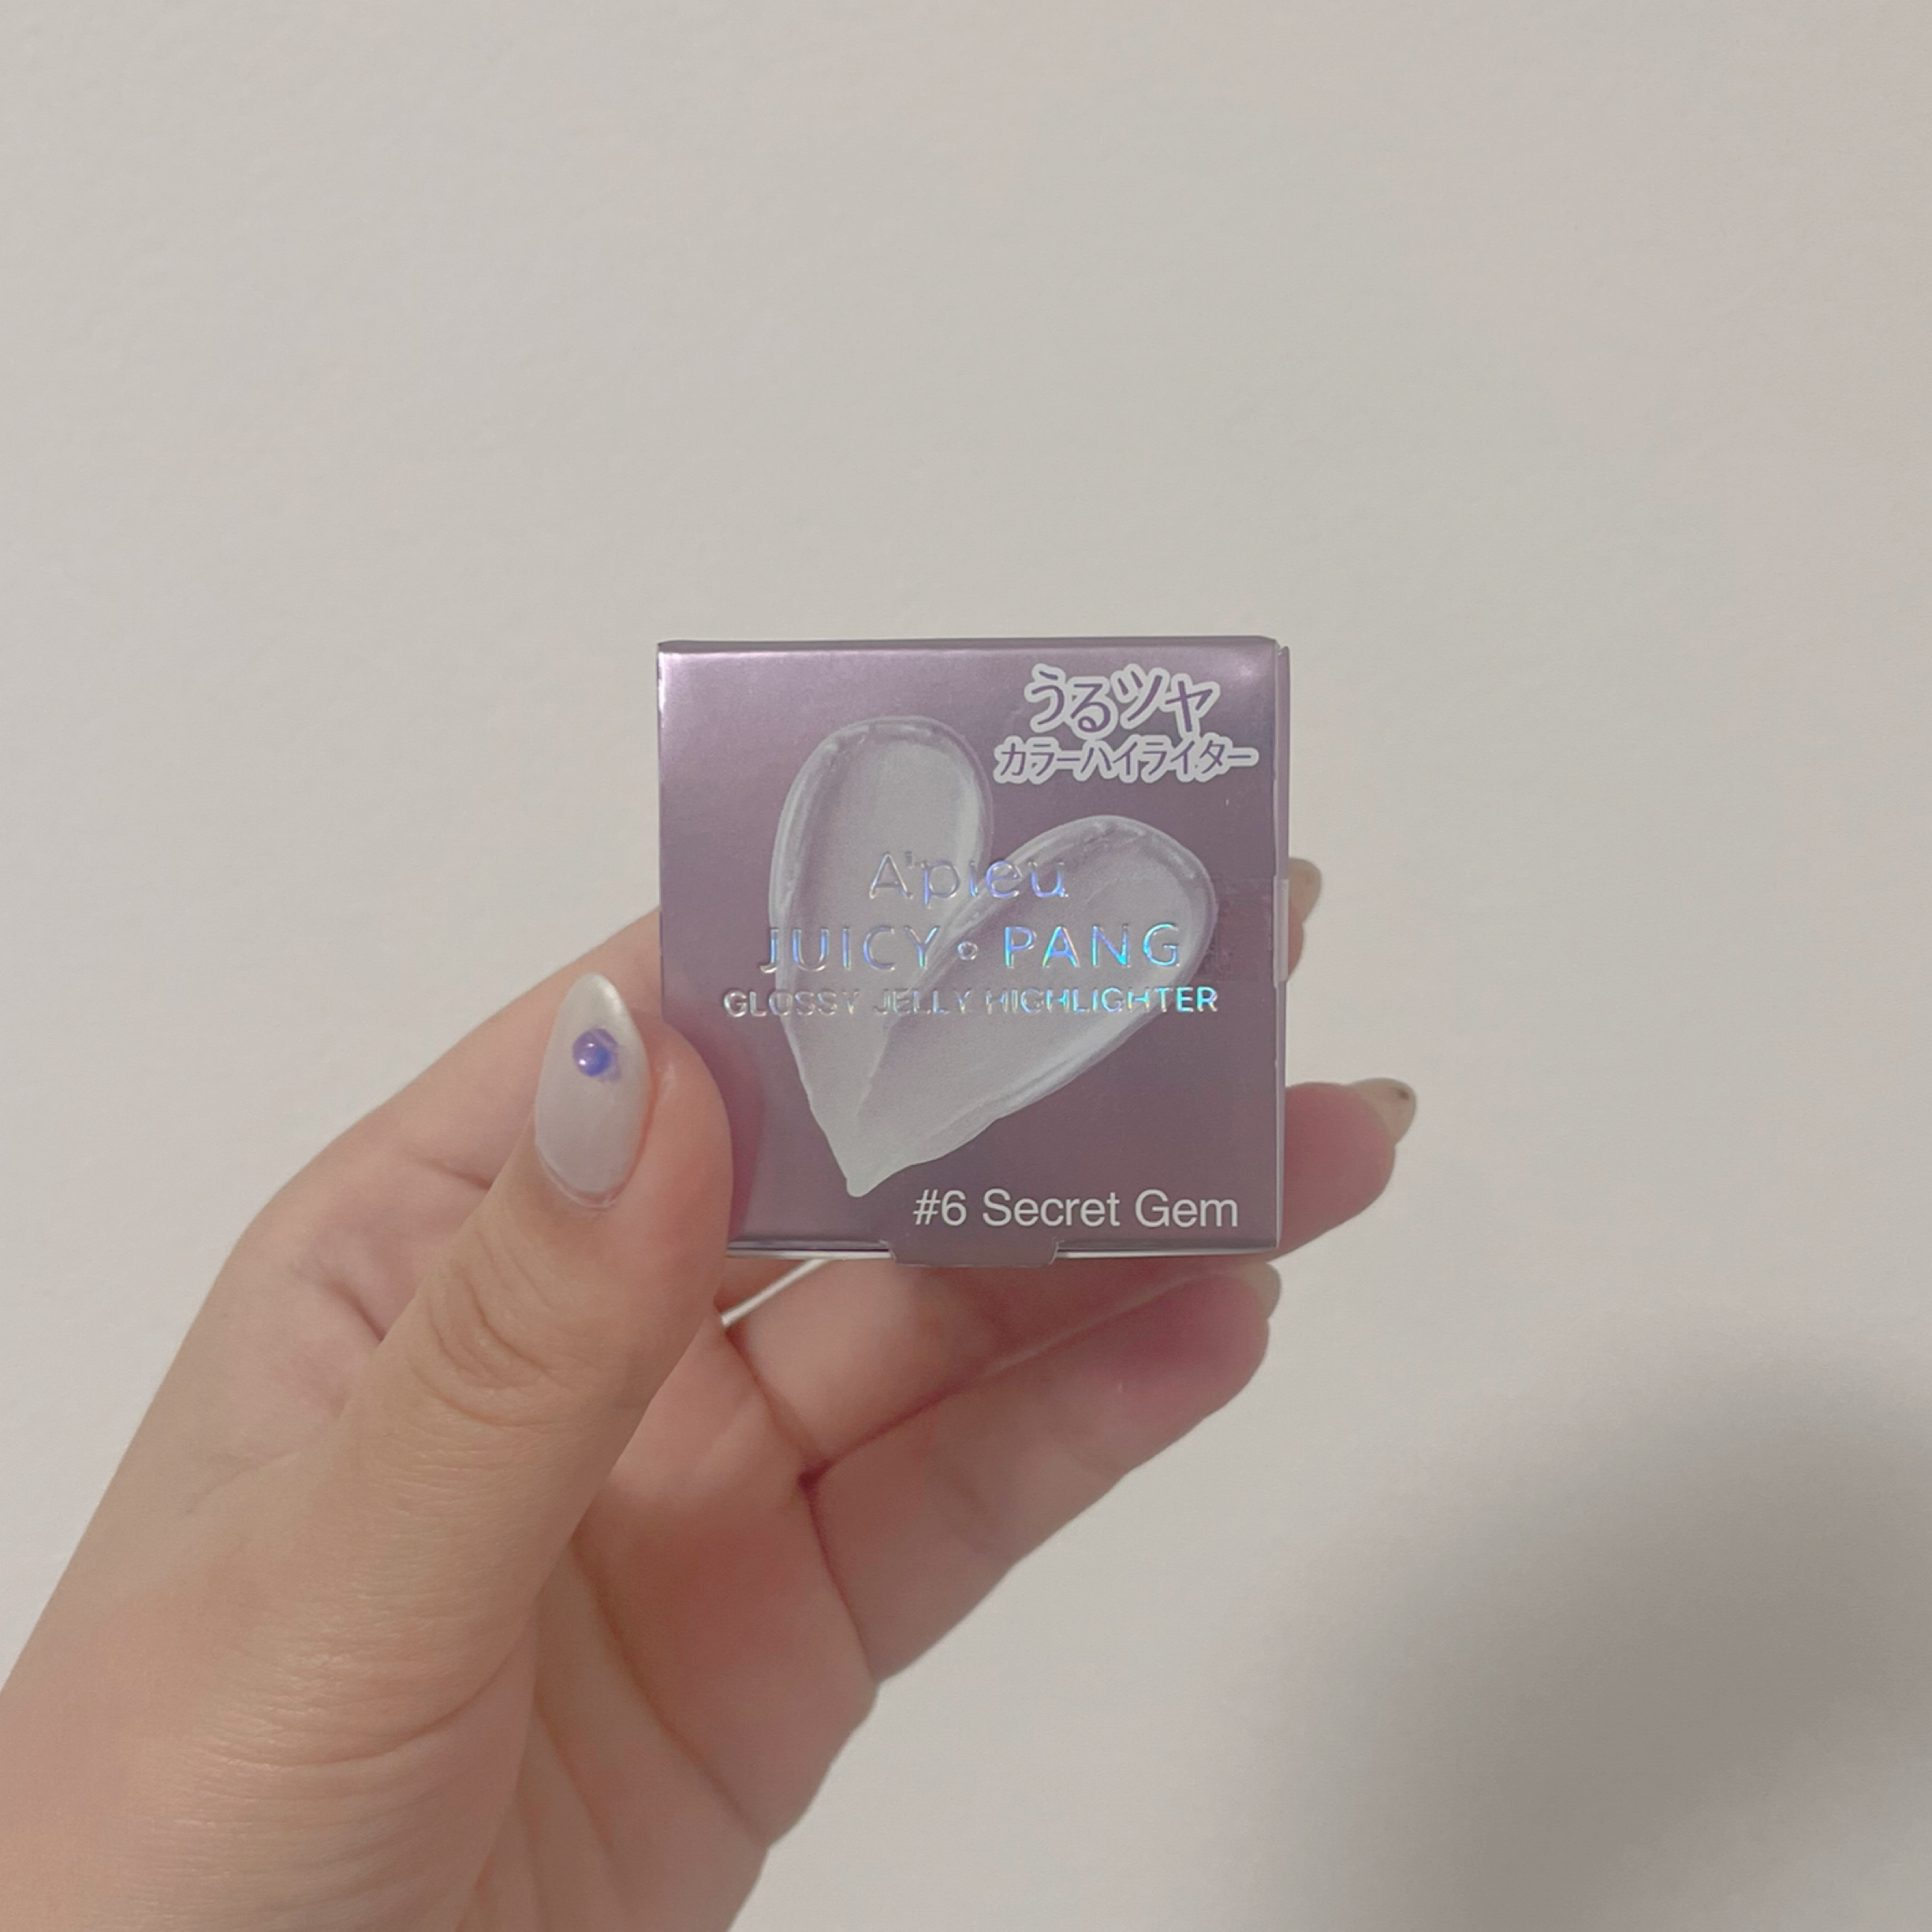 うるツヤ
カラーハイライター
A'pieu
JUICY • PANG
GLOSSY JELLY HIGHLIGHTER
#6 Secret Gem